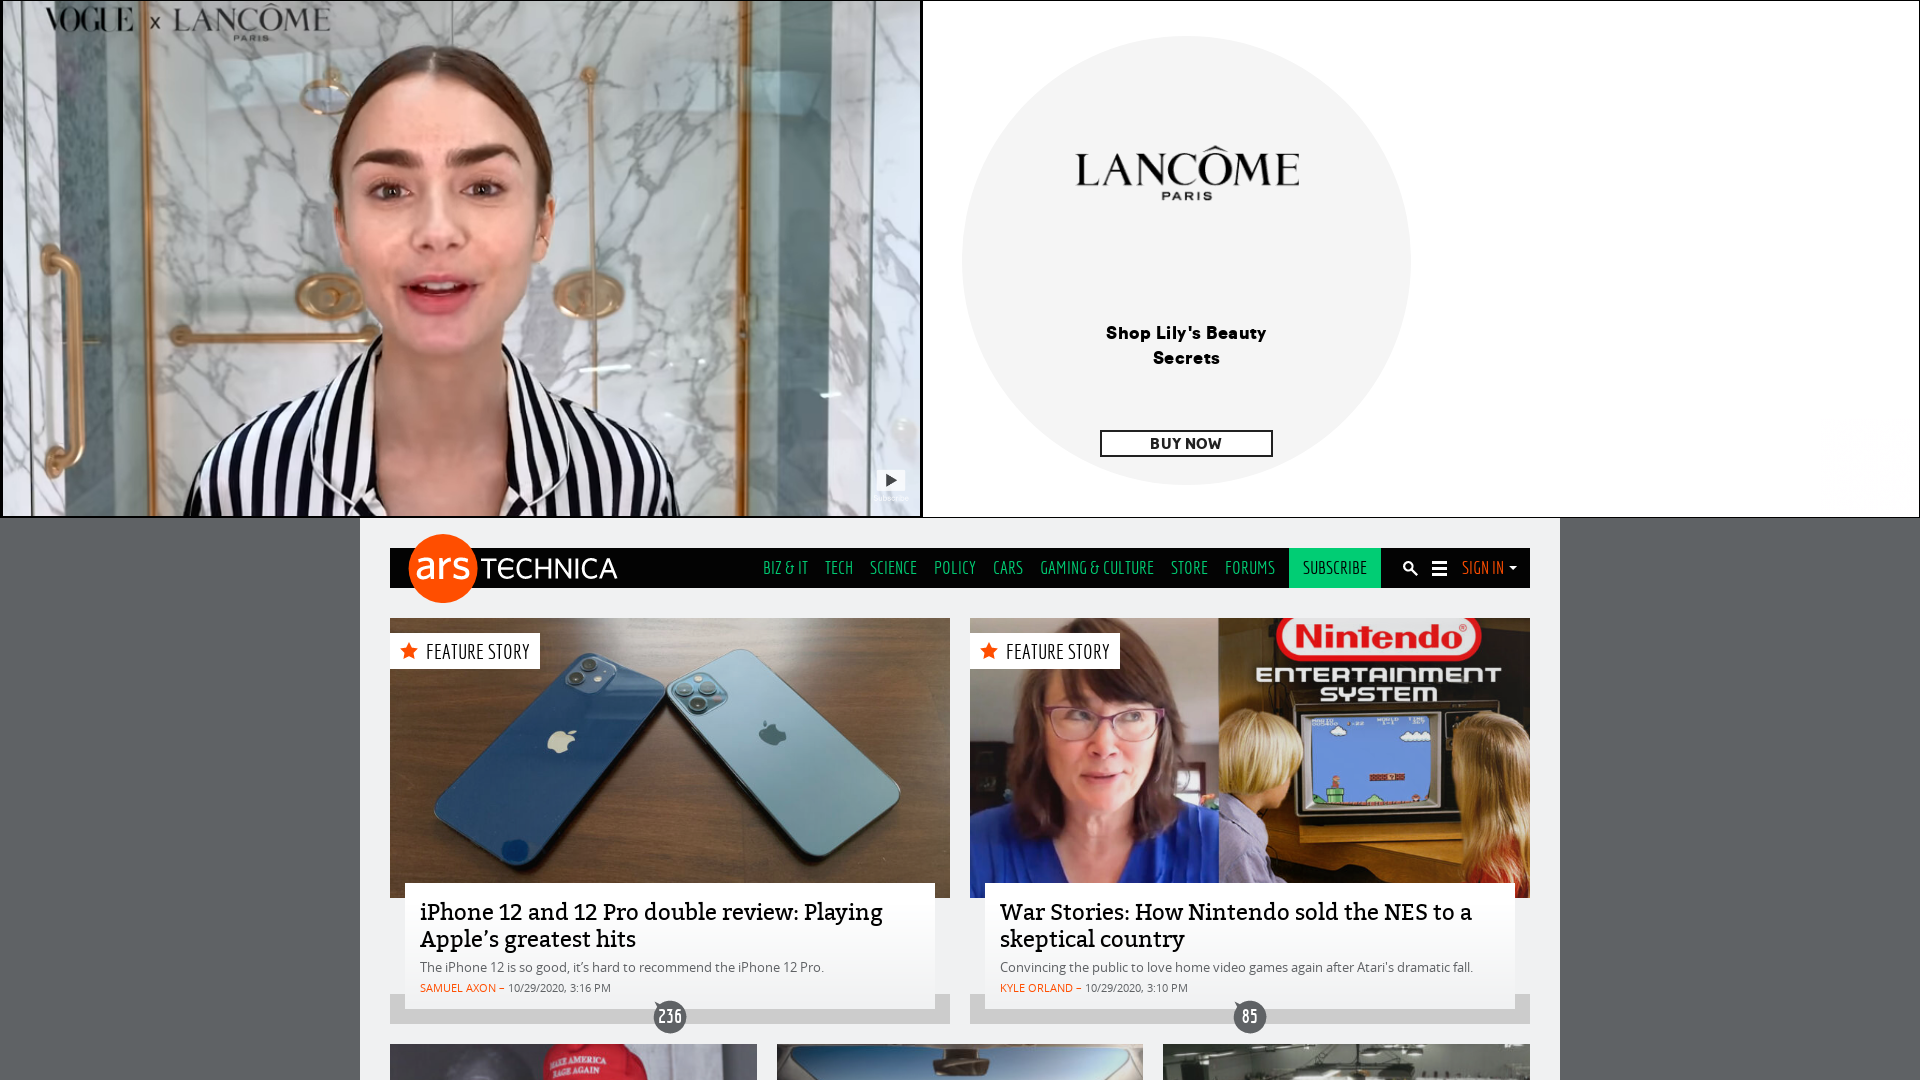 VOGUE x LANCÔME
PARIS
LANCÔME
PARIS
Shop Lily's Beauty
Secrets
BUY NOW
ars TECHNICA
BIZ & IT TECH SCIENCE POLICY CARS GAMING & CULTURE STORE FORUMS SUBSCRIBE SIGN IN
FEATURE STORY
iPhone 12 and 12 Pro double review: Playing
Apple’s greatest hits
The iPhone 12 is so good, it’s hard to recommend the iPhone 12 Pro.
SAMUEL AXON – 10/29/2020, 3:16 PM
236
FEATURE STORY
Nintendo®
ENTERTAINMENT
SYSTEM
War Stories: How Nintendo sold the NES to a
skeptical country
Convincing the public to love home video games again after Atari's dramatic fall.
KYLE ORLAND – 10/29/2020, 3:10 PM
85
MAKE AMERICA
RAGE AGAIN